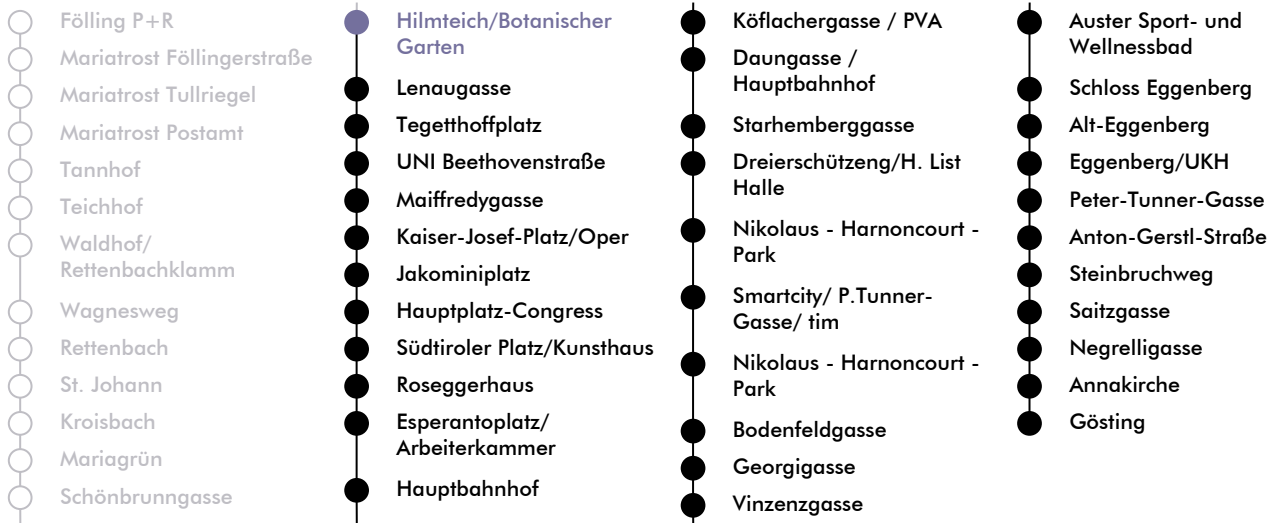 Fölling P+R
Mariatrost Föllingerstraße
Mariatrost Tullriegel
Mariatrost Postamt
Tannhof
Teichhof
Waldhof/
Rettenbachklamm
Wagnesweg
Rettenbach
St. Johann
Kroisbach
Mariagrün
Schönbrunngasse
Hilmteich/Botanischer
Garten
Lenaugasse
Tegetthoffplatz
UNI Beethovenstraße
Maiffredygasse
Kaiser-Josef-Platz/Oper
Jakominiplatz
Hauptplatz-Congress
Südtiroler Platz/Kunsthaus
Roseggerhaus
Esperantoplatz/
Arbeiterkammer
Hauptbahnhof
Köflachergasse / PVA
Daungasse /
Hauptbahnhof
Starhemberggasse
Dreierschützeng/H. List
Halle
Nikolaus - Harnoncourt -
Park
Smartcity/ P.Tunner-
Gasse/ tim
Nikolaus - Harnoncourt -
Park
Bodenfeldgasse
Georgigasse
Vinzenzgasse
Auster Sport- und
Wellnessbad
Schloss Eggenberg
Alt-Eggenberg
Eggenberg/UKH
Peter-Tunner-Gasse
Anton-Gerstl-Straße
Steinbruchweg
Saitzgasse
Negrelligasse
Annakirche
Gösting